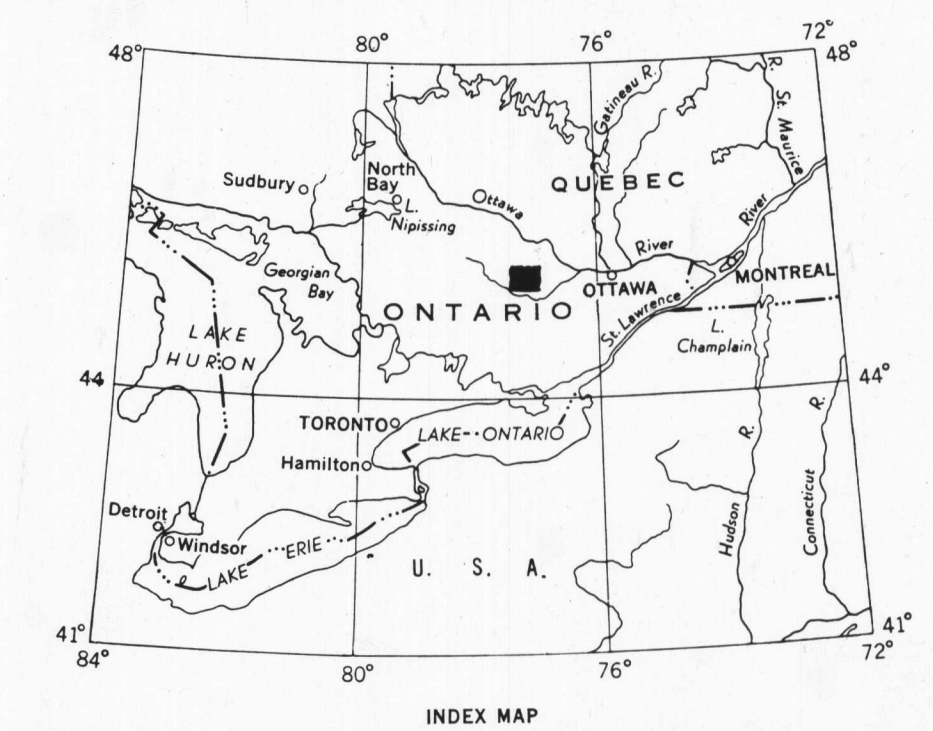 72°
48° 80° 76° 48°
Gatineau R.
R.
St. Maurice
Sudbury
North
Bay
L.
Nipissing
QUEBEC
Ottawa
River
River
Georgian
Bay
OTTAWA
MONTREAL
ONTARIO
St. Lawrence
L.
Champlain
LAKE
HURON
44 44°
TORONTO
LAKE ONTARIO
R.
R.
Hamilton
Detroit
Windsor
LAKE ERIE
Hudson
Connecticut
U. S. A.
41° 41°
84° 80° 76° 72°
INDEX MAP